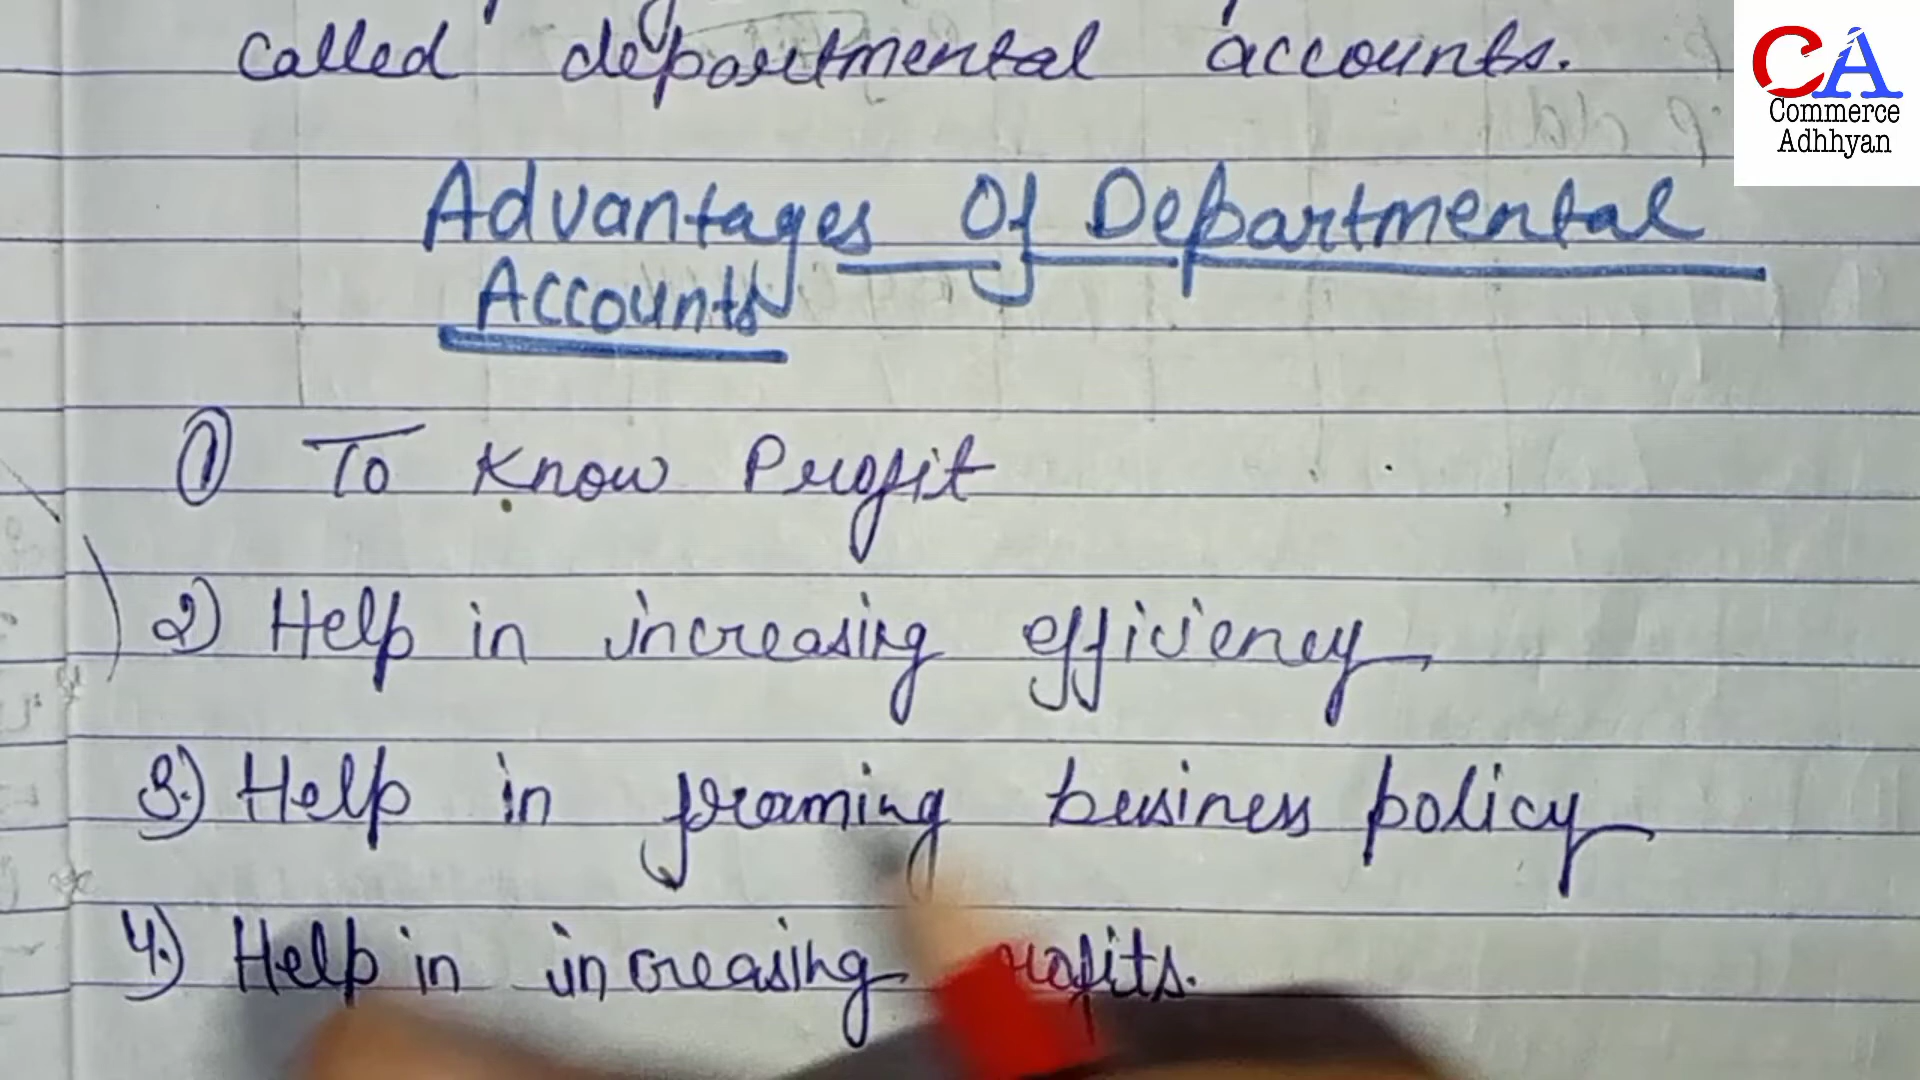 called departmental accounts.
CA
Commerce
Adhhyan
Advantages Of Departmental
Accounts
① To Know Profit
2) Help in increasing efficiency
3.) Help in framing business policy
4.) Help in increasing rofits.